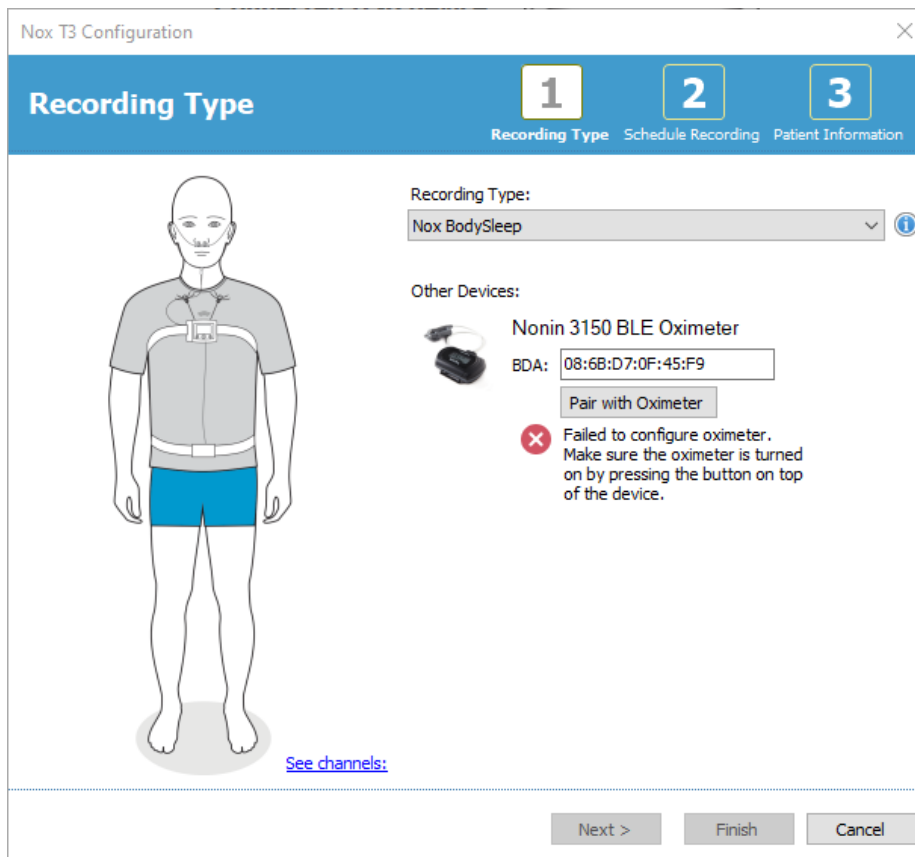 Nox T3 Configuration
Recording Type
1
Recording Type
2
Schedule Recording
3
Patient Information
Recording Type:
Nox BodySleep
Other Devices:
Nonin 3150 BLE Oximeter
BDA: 08:6B:D7:0F:45:F9
Pair with Oximeter
Failed to configure oximeter.
Make sure the oximeter is turned
on by pressing the button on top
of the device.
See channels:
Next >
Finish
Cancel